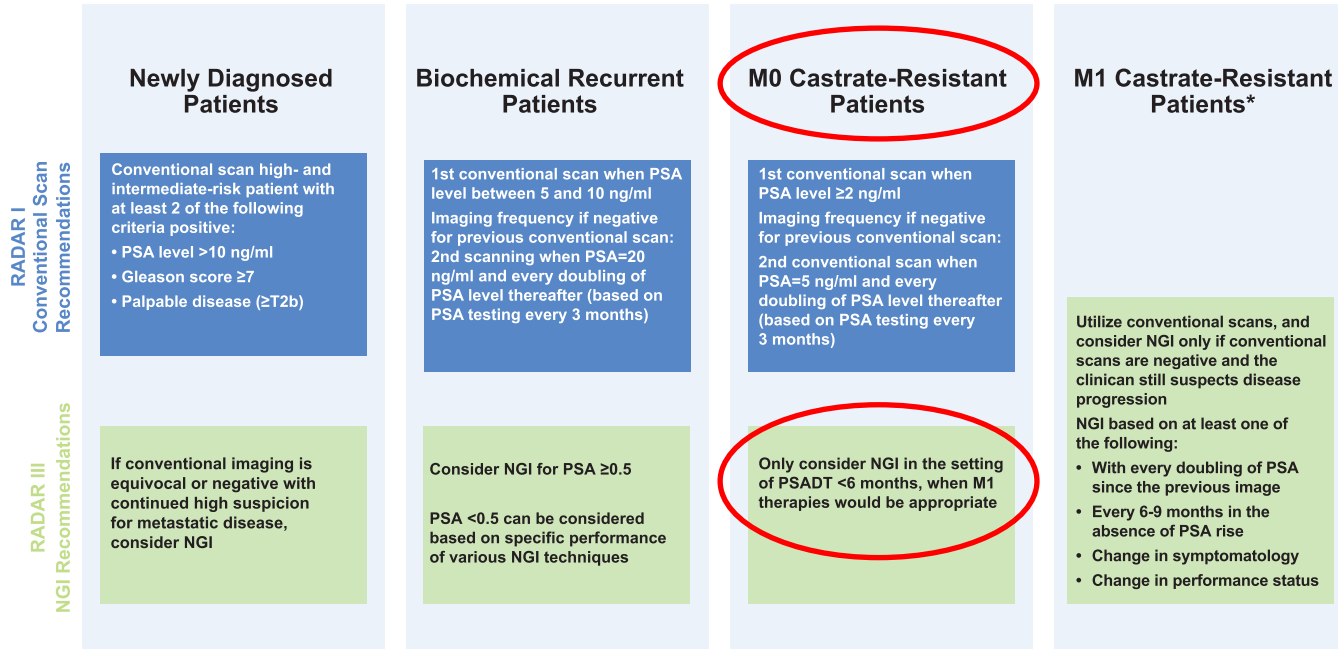 Newly Diagnosed
Patients
Biochemical Recurrent
Patients
M0 Castrate-Resistant
Patients
M1 Castrate-Resistant
Patients*
RADAR I
Conventional Scan
Recommendations
Conventional scan high- and
intermediate-risk patient with
at least 2 of the following
criteria positive:
• PSA level >10 ng/ml
• Gleason score ≥7
• Palpable disease (≥T2b)
1st conventional scan when PSA
level between 5 and 10 ng/ml
Imaging frequency if negative
for previous conventional scan:
2nd scanning when PSA=20
ng/ml and every doubling of
PSA level thereafter (based on
PSA testing every 3 months)
1st conventional scan when
PSA level ≥2 ng/ml
Imaging frequency if negative
for previous conventional scan:
2nd conventional scan when
PSA=5 ng/ml and every
doubling of PSA level thereafter
(based on PSA testing every
3 months)
RADAR III
NGI Recommendations
If conventional imaging is
equivocal or negative with
continued high suspicion
for metastatic disease,
consider NGI
Consider NGI for PSA ≥0.5
PSA <0.5 can be considered
based on specific performance
of various NGI techniques
Only consider NGI in the setting
of PSADT <6 months, when M1
therapies would be appropriate
Utilize conventional scans, and
consider NGI only if conventional
scans are negative and the
clinican still suspects disease
progression
NGI based on at least one of
the following:
• With every doubling of PSA
since the previous image
• Every 6-9 months in the
absence of PSA rise
• Change in symptomatology
• Change in performance status